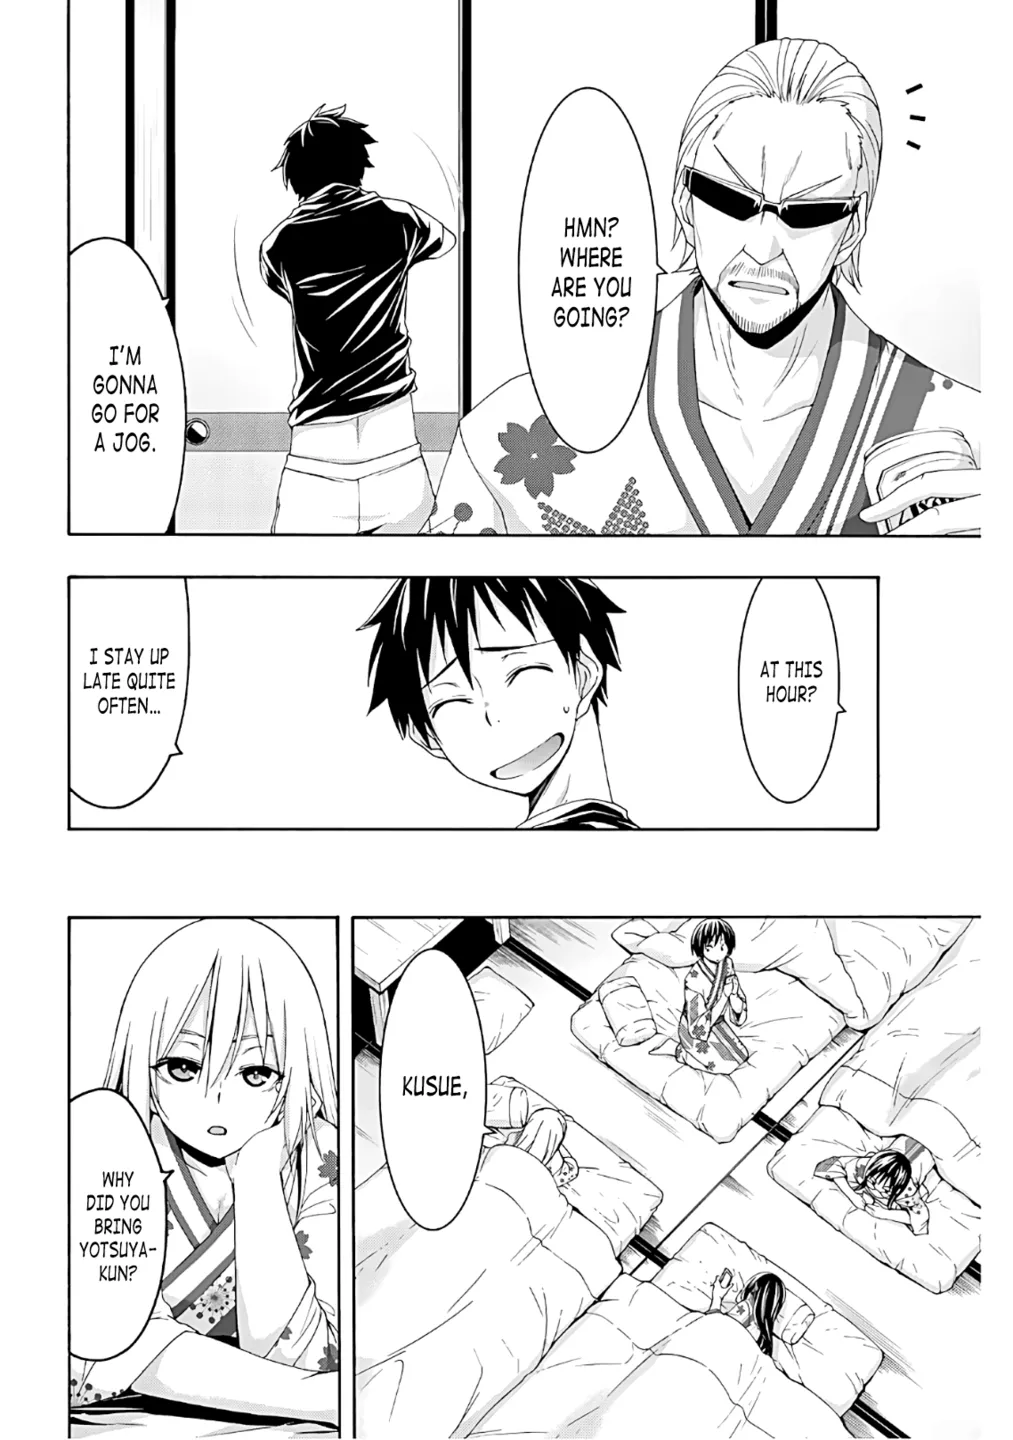 HMN?
WHERE
ARE YOU
GOING?
I'M
GONNA
GO FOR
A JOG.
AT THIS
HOUR?
I STAY UP
LATE QUITE
OFTEN...
KUSUE,
WHY
DID YOU
BRING
YOTSUYA-
KUN?